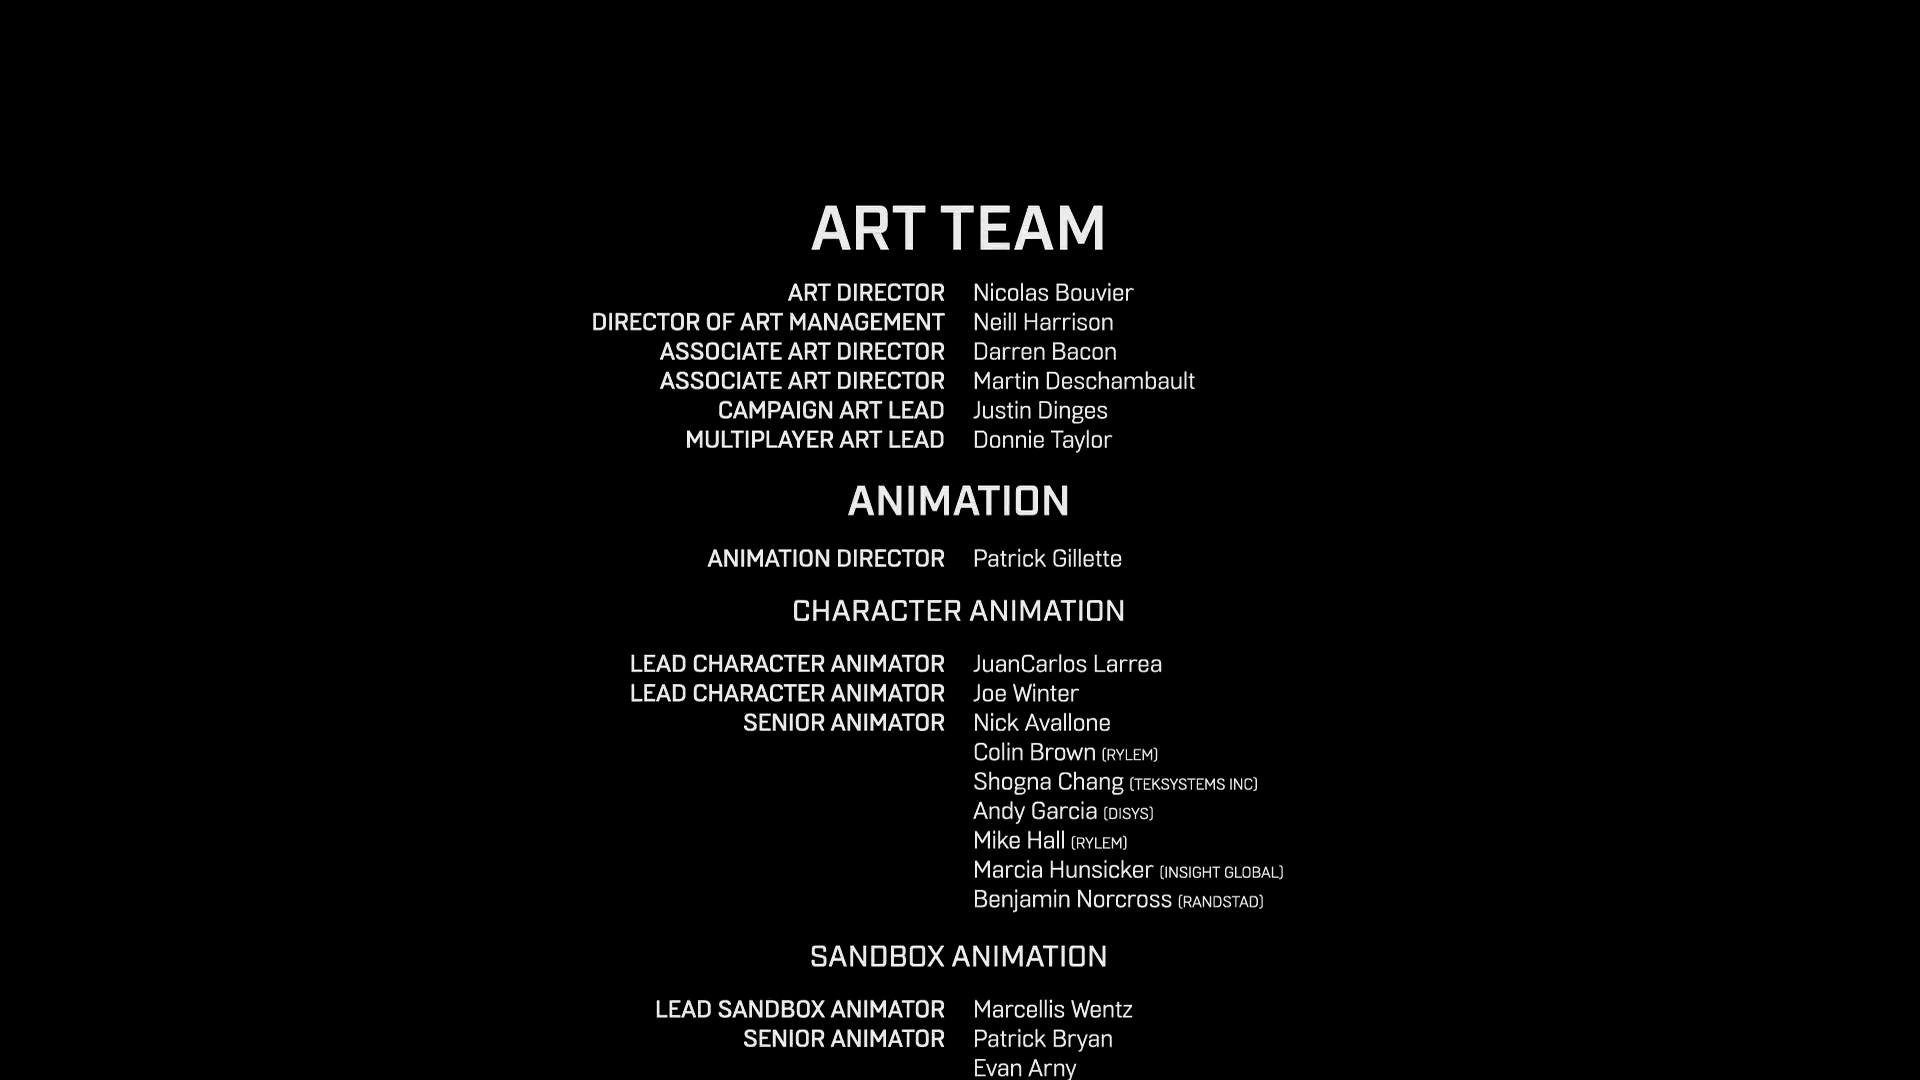 ART TEAM
ART DIRECTOR Nicolas Bouvier
DIRECTOR OF ART MANAGEMENT Neill Harrison
ASSOCIATE ART DIRECTOR Darren Bacon
ASSOCIATE ART DIRECTOR Martin Deschambault
CAMPAIGN ART LEAD Justin Dinges
MULTIPLAYER ART LEAD Donnie Taylor
ANIMATION
ANIMATION DIRECTOR Patrick Gillette
CHARACTER ANIMATION
LEAD CHARACTER ANIMATOR JuanCarlos Larrea
LEAD CHARACTER ANIMATOR Joe Winter
SENIOR ANIMATOR Nick Avallone
Colin Brown (RYLEM)
Shogna Chang (TEKSYSTEMS INC)
Andy Garcia (DISYS)
Mike Hall (RYLEM)
Marcia Hunsicker (INSIGHT GLOBAL)
Benjamin Norcross (RANDSTAD)
SANDBOX ANIMATION
LEAD SANDBOX ANIMATOR Marcellis Wentz
SENIOR ANIMATOR Patrick Bryan
Evan Arny